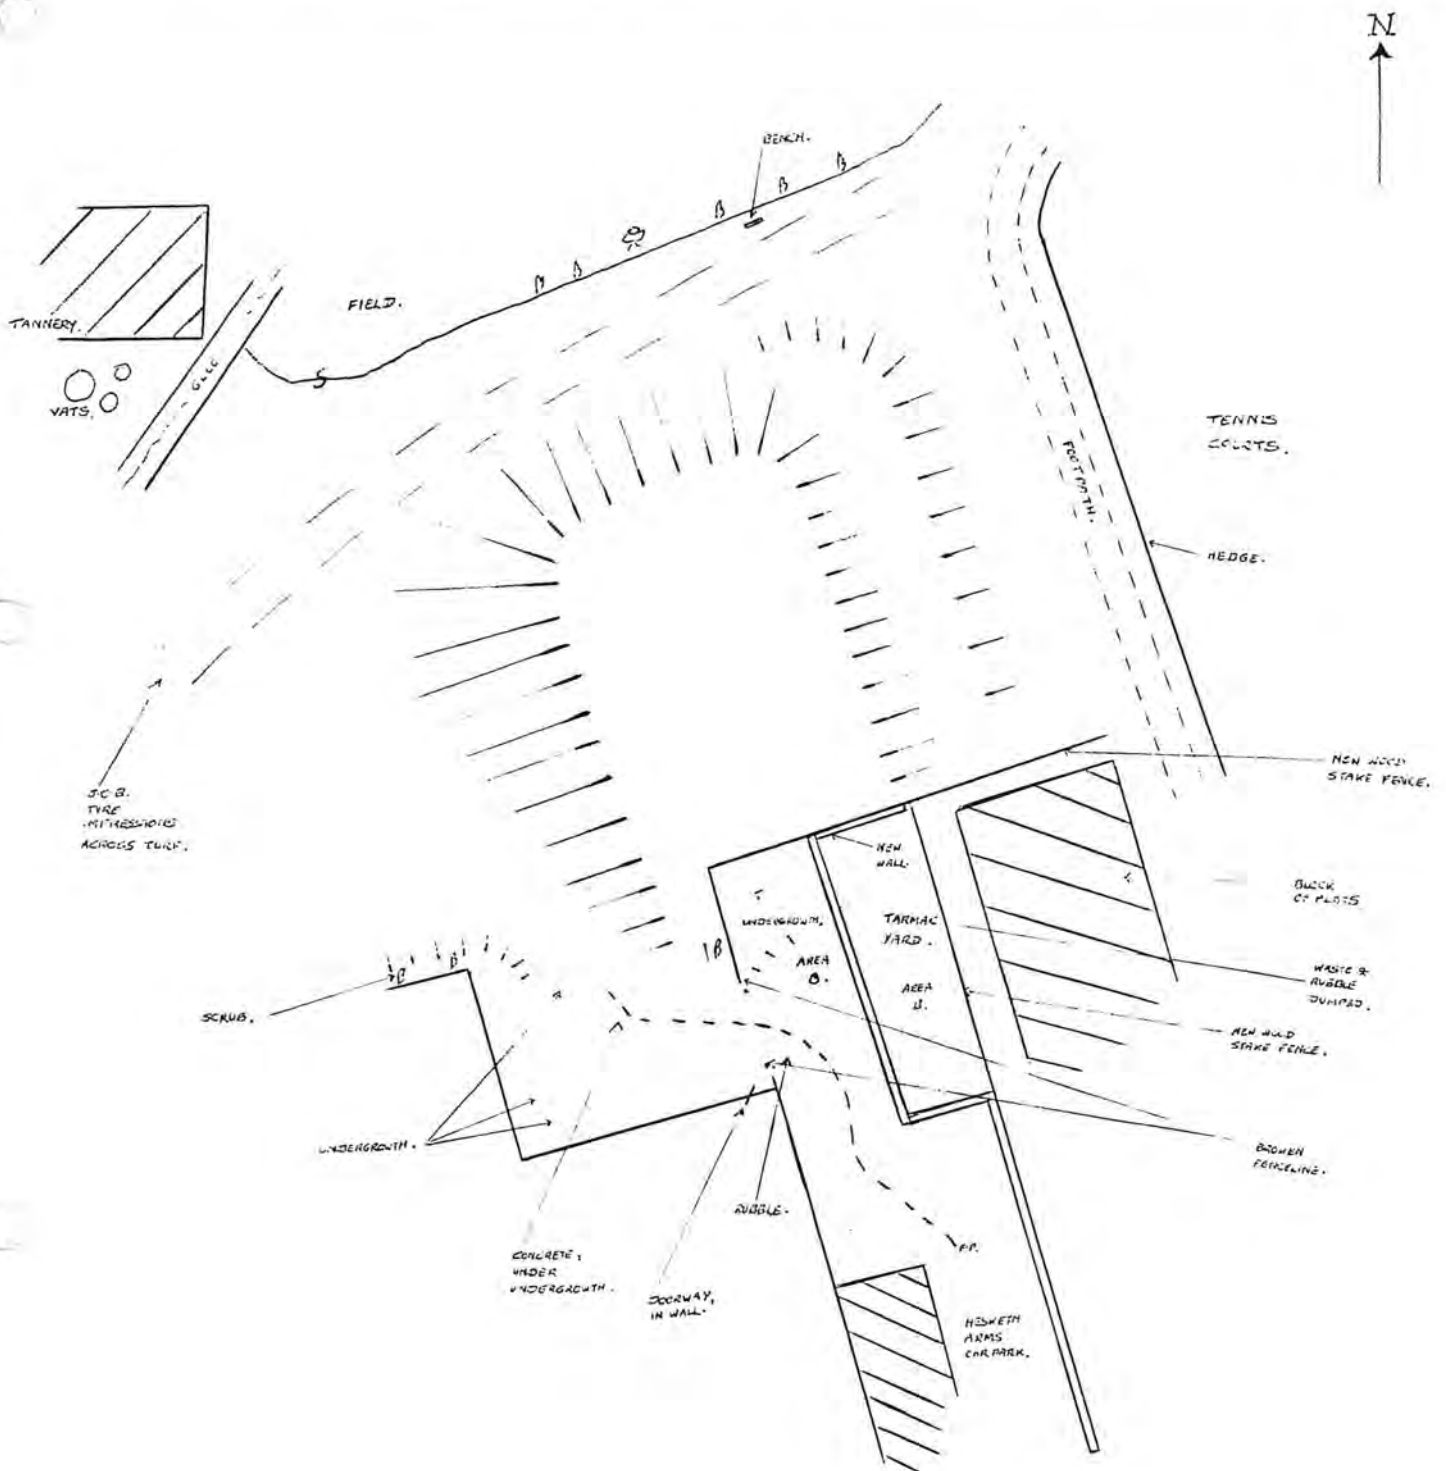 N
BENCH.
FIELD.
TANNERY.
VATS.
TENNIS
COURTS.
FOOTPATH.
HEDGE.
NEW WOOD
STAKE FENCE.
J.C.B.
TYRE
IMPRESSIONS
ACROSS TURF.
NEW
WALL.
BLOCK
OF FLATS
UNDERGROWTH.
TARMAC
YARD.
AREA
B.
AREA
WASTE &
RUBBLE
DUMPED.
SCRUB.
NEW WOOD
STAKE FENCE.
UNDERGROWTH.
BROKEN
FENCELINE.
RUBBLE.
F.P.
CONCRETE,
UNDER
UNDERGROWTH.
DOORWAY,
IN WALL.
HESKETH
ARMS
CAR PARK.